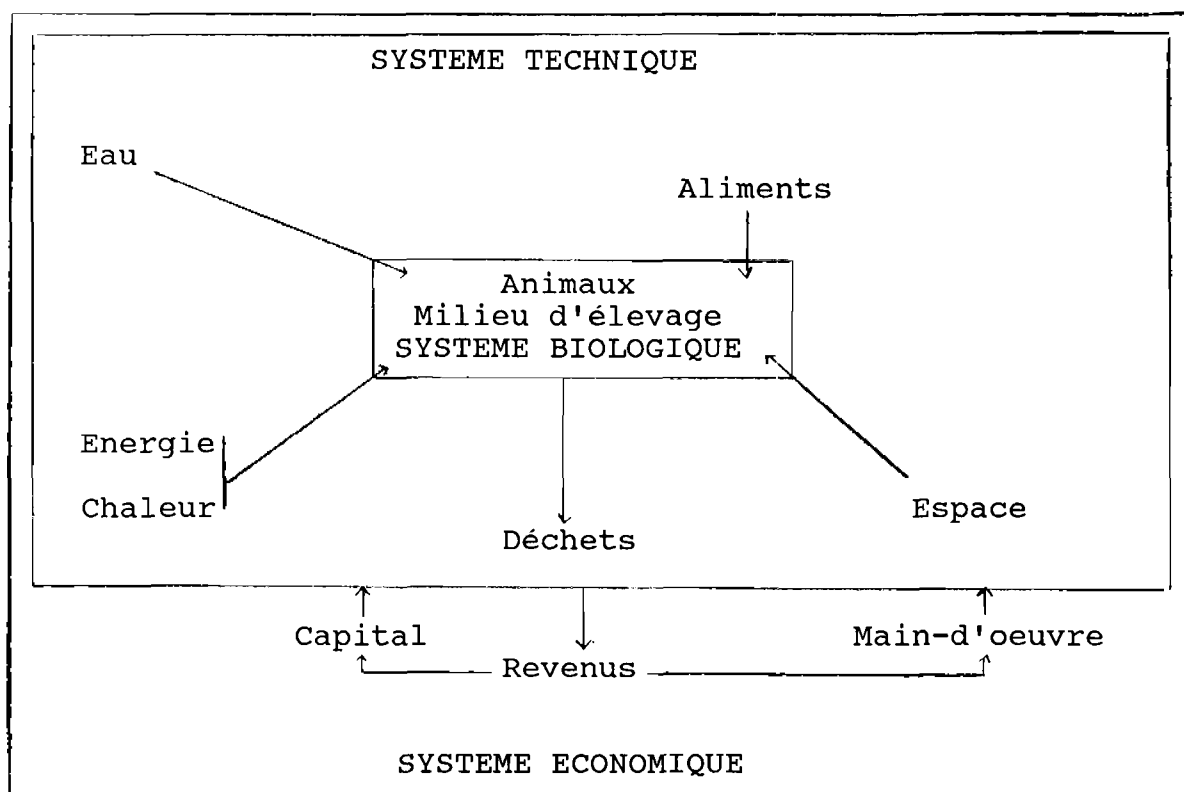 SYSTEME TECHNIQUE
Eau
Aliments
Animaux
Milieu d'élevage
SYSTEME BIOLOGIQUE
Energie
Chaleur
Espace
Déchets
Capital
Main-d'oeuvre
Revenus
SYSTEME ECONOMIQUE